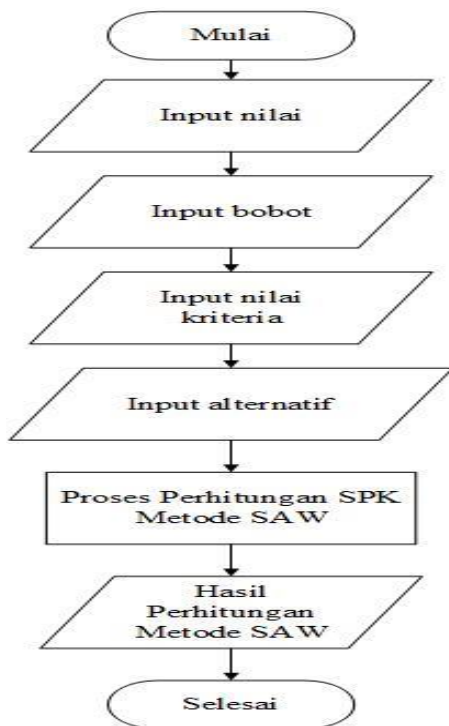 Mulai
Input nilai
Input bobot
Input nilai
kriteria
Input alternatif
Proses Perhitungan SPK
Metode SAW
Hasil
Perhitungan
Metode SAW
Selesai